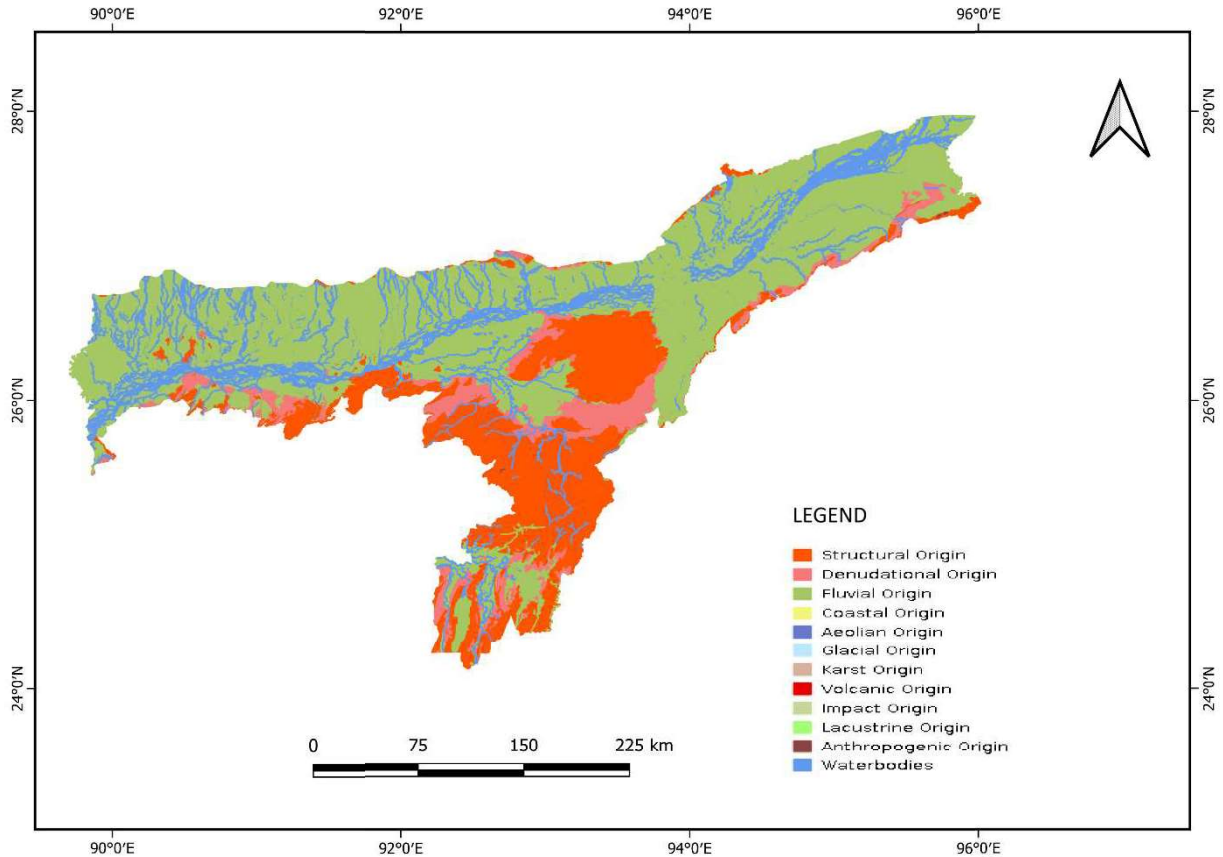 90°0'E 92°0'E 94°0'E 96°0'E
28°0'N 28°0'N
26°0'N 26°0'N
24°0'N 24°0'N
LEGEND
Structural Origin
Denudational Origin
Fluvial Origin
Coastal Origin
Aeolian Origin
Glacial Origin
Karst Origin
Volcanic Origin
Impact Origin
Lacustrine Origin
Anthropogenic Origin
Waterbodies
0 75 150 225 km
90°0'E 92°0'E 94°0'E 96°0'E